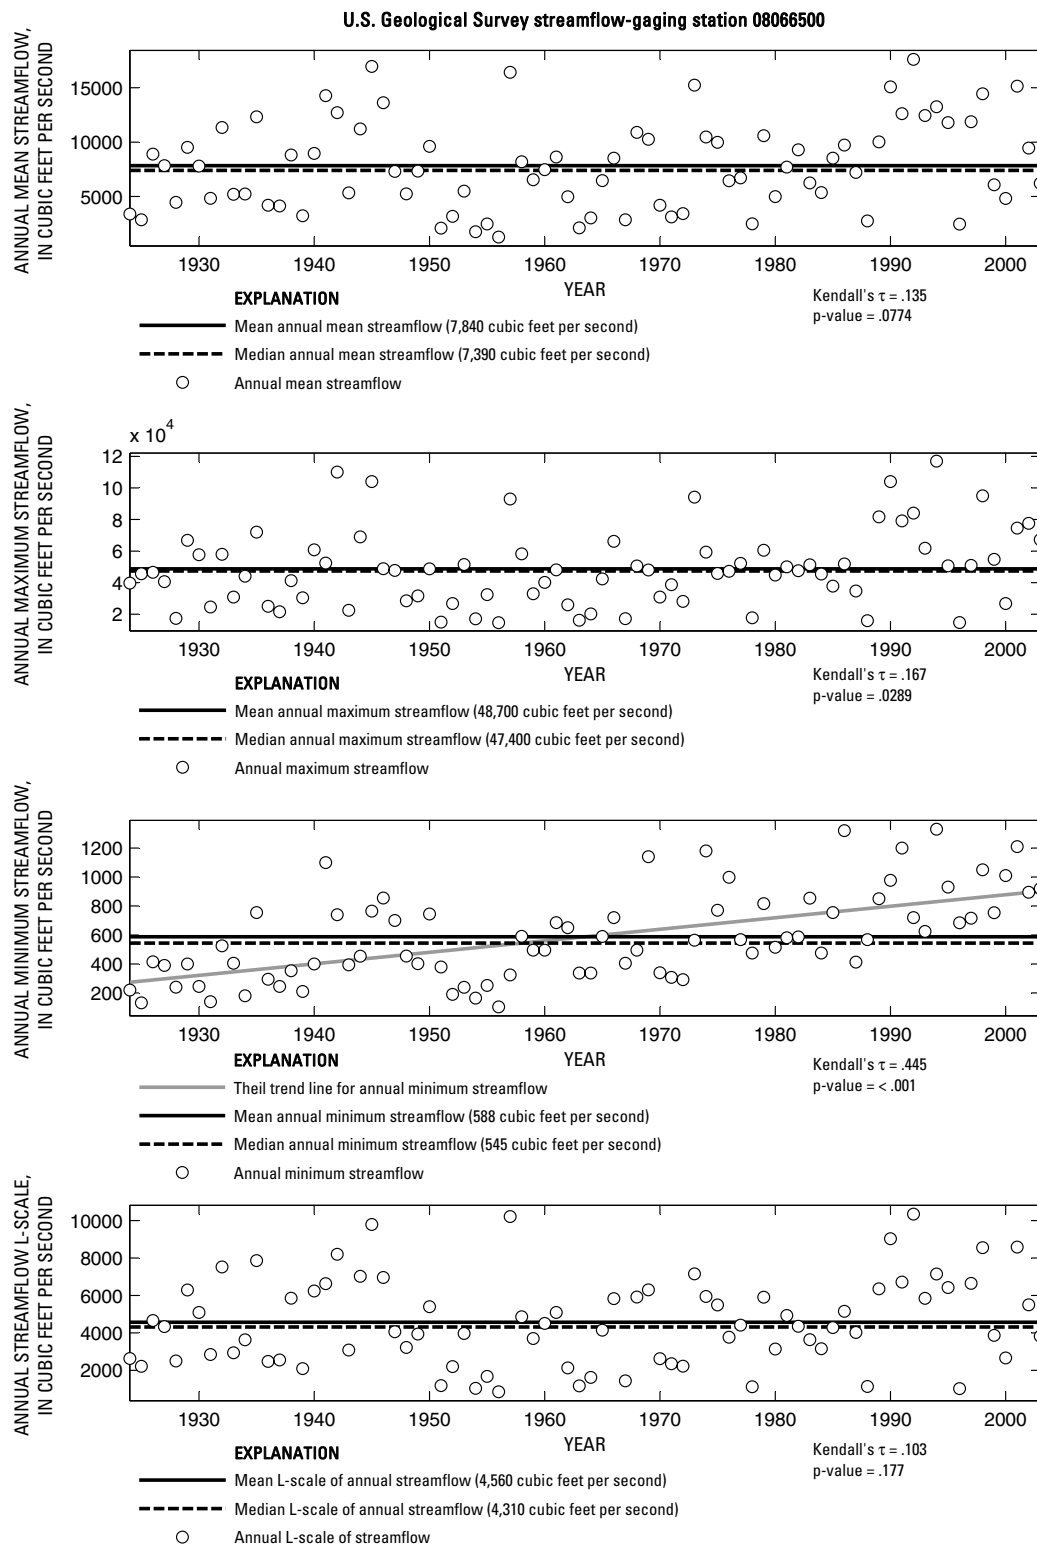 U.S. Geological Survey streamflow-gaging station 08066500
ANNUAL MEAN STREAMFLOW,
IN CUBIC FEET PER SECOND
15000
10000
5000
1930 1940 1950 1960 1970 1980 1990 2000
YEAR
EXPLANATION
Mean annual mean streamflow (7,840 cubic feet per second)
Median annual mean streamflow (7,390 cubic feet per second)
Annual mean streamflow
Kendall's τ = .135
p-value = .0774
ANNUAL MAXIMUM STREAMFLOW,
IN CUBIC FEET PER SECOND
x 10^4
12
10
8
6
4
2
1930 1940 1950 1960 1970 1980 1990 2000
YEAR
EXPLANATION
Mean annual maximum streamflow (48,700 cubic feet per second)
Median annual maximum streamflow (47,400 cubic feet per second)
Annual maximum streamflow
Kendall's τ = .167
p-value = .0289
ANNUAL MINIMUM STREAMFLOW,
IN CUBIC FEET PER SECOND
1200
1000
800
600
400
200
1930 1940 1950 1960 1970 1980 1990 2000
YEAR
EXPLANATION
Theil trend line for annual minimum streamflow
Mean annual minimum streamflow (588 cubic feet per second)
Median annual minimum streamflow (545 cubic feet per second)
Annual minimum streamflow
Kendall's τ = .445
p-value = < .001
ANNUAL STREAMFLOW L-SCALE,
IN CUBIC FEET PER SECOND
10000
8000
6000
4000
2000
1930 1940 1950 1960 1970 1980 1990 2000
YEAR
EXPLANATION
Mean L-scale of annual streamflow (4,560 cubic feet per second)
Median L-scale of annual streamflow (4,310 cubic feet per second)
Annual L-scale of streamflow
Kendall's τ = .103
p-value = .177